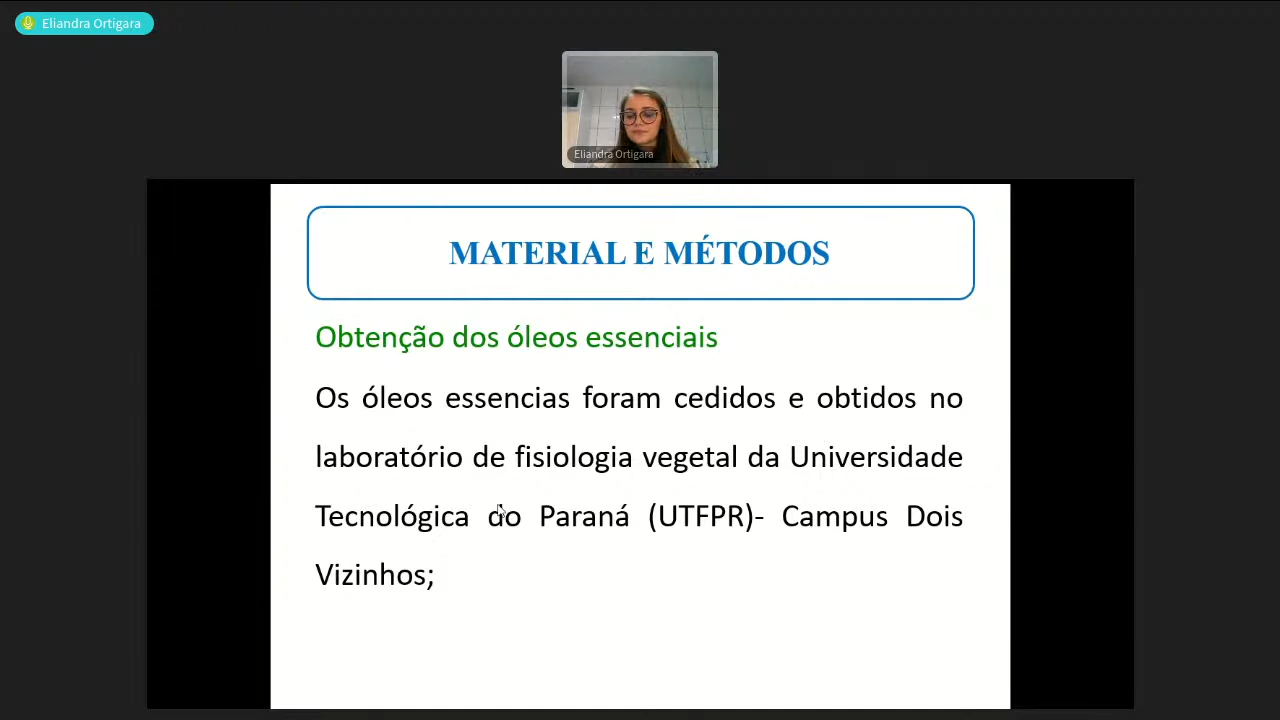 Eliandra Ortigara
Eliandra Ortigara
MATERIAL E MÉTODOS
Obtenção dos óleos essenciais
Os óleos essencias foram cedidos e obtidos no
laboratório de fisiologia vegetal da Universidade
Tecnológica do Paraná (UTFPR)- Campus Dois
Vizinhos;